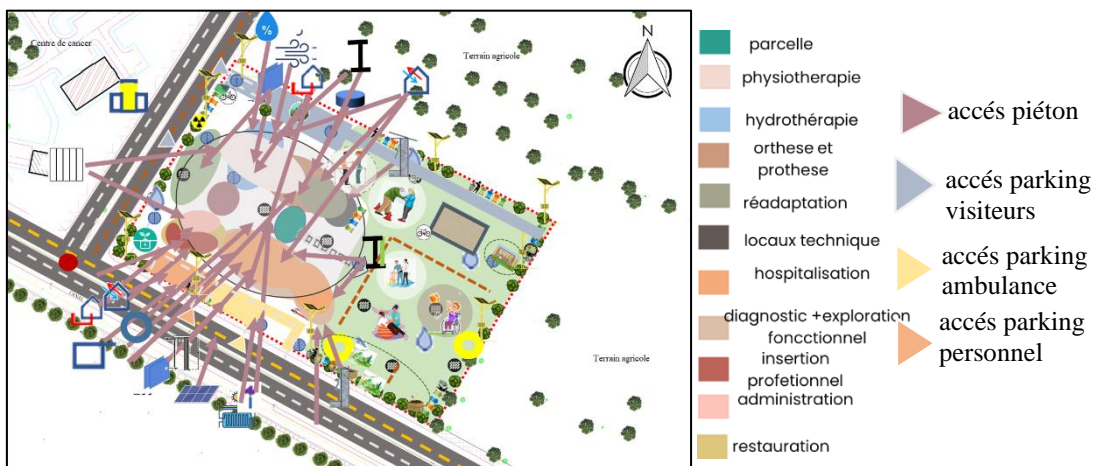 Centre de cancer
%
Terrain agricole
N
Terrain agricole
parcelle
physiotherapie
hydrothérapie
orthese et
prothese
réadaptation
locaux technique
hospitalisation
diagnostic +exploration
foncctionnel
insertion
profetionnel
administration
restauration
accés piéton
accés parking
visiteurs
accés parking
ambulance
accés parking
personnel